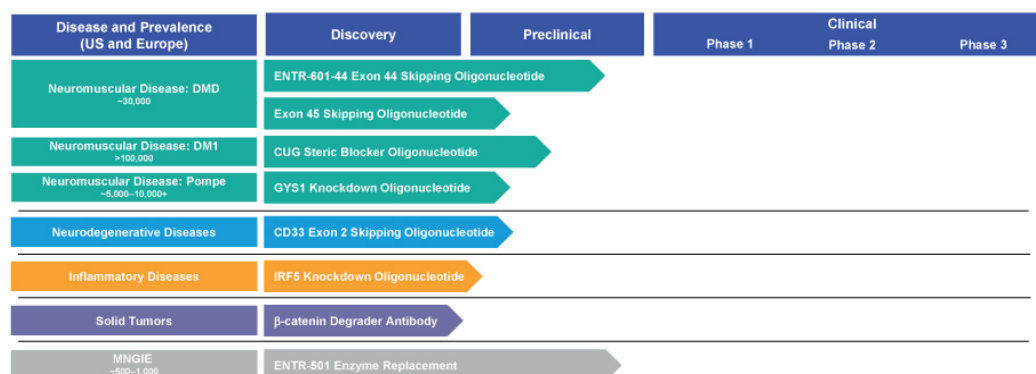 Disease and Prevalence
(US and Europe)
Discovery
Preclinical
Clinical
Phase 1
Phase 2
Phase 3
Neuromuscular Disease: DMD
~30,000
ENTR-601-44 Exon 44 Skipping Oligonucleotide
Exon 45 Skipping Oligonucleotide
Neuromuscular Disease: DM1
>100,000
CUG Steric Blocker Oligonucleotide
Neuromuscular Disease: Pompe
~5,000–10,000+
GYS1 Knockdown Oligonucleotide
Neurodegenerative Diseases
CD33 Exon 2 Skipping Oligonucleotide
Inflammatory Diseases
IRF5 Knockdown Oligonucleotide
Solid Tumors
β-catenin Degrader Antibody
MNGIE
~500–1,000
ENTR-501 Enzyme Replacement